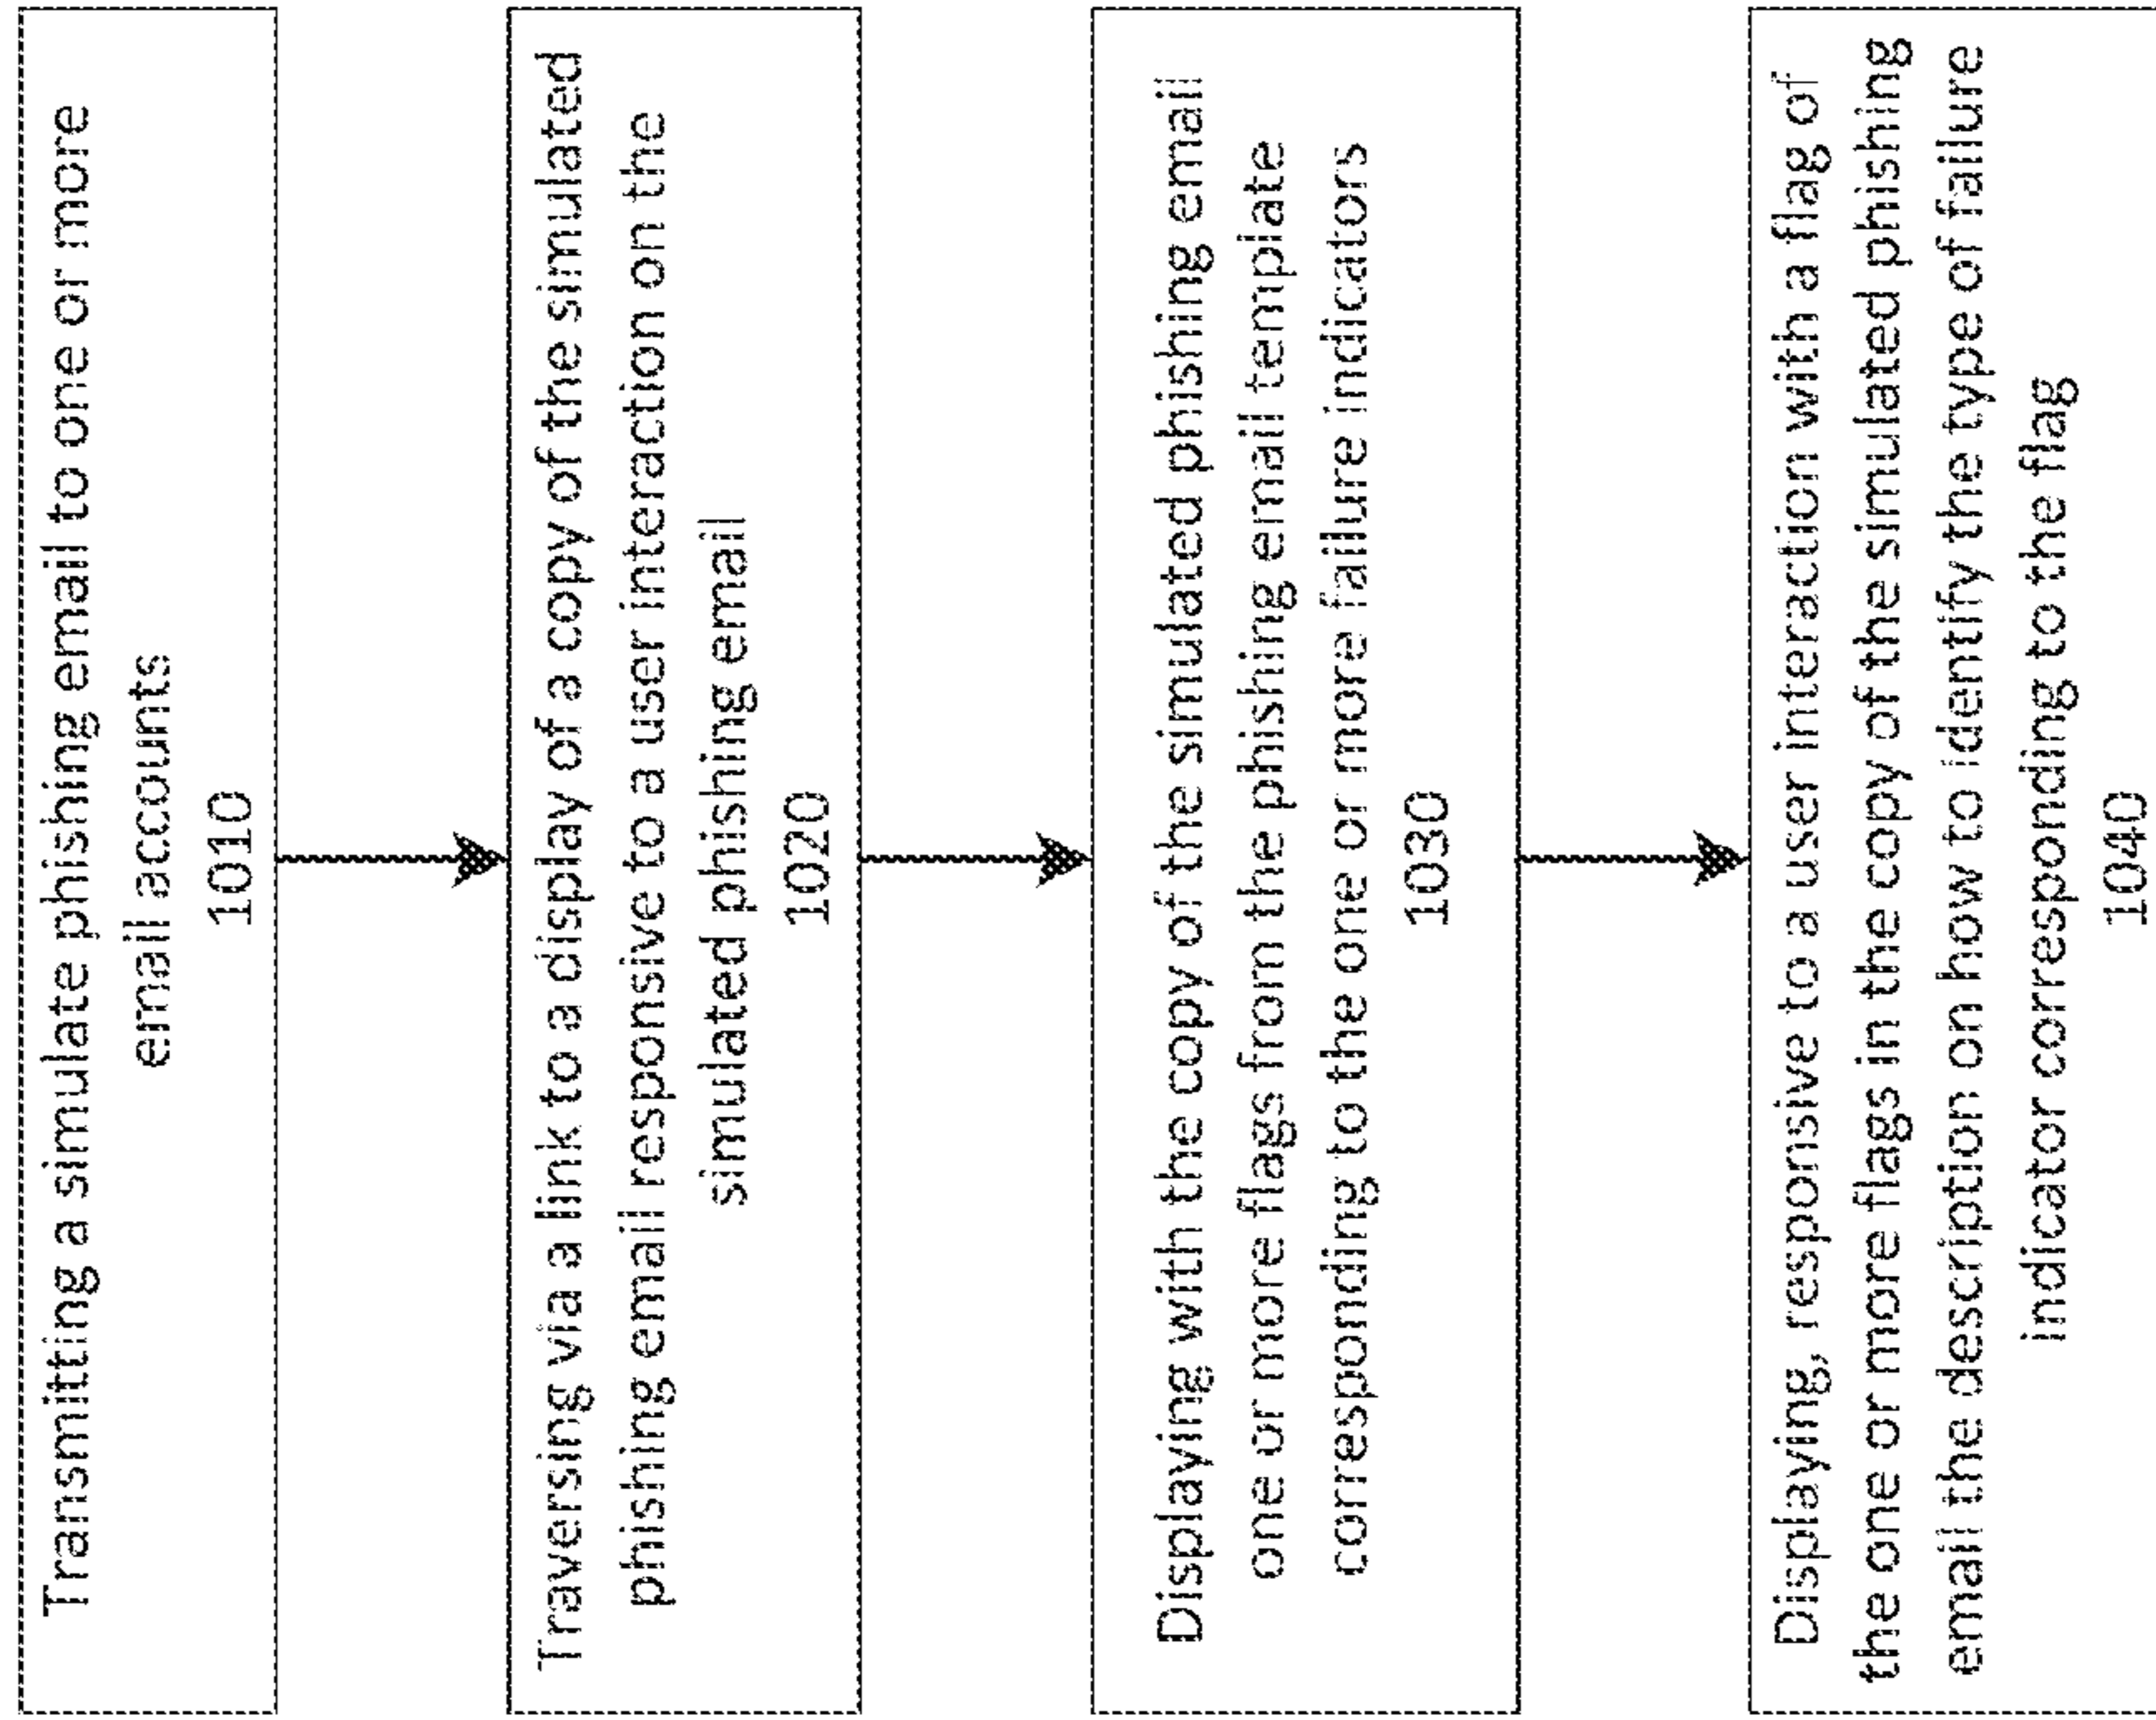 Transmitting a simulate phishing email to one or more
email accounts
1010
Traversing via a link to a display of a copy of the simulated
phishing email responsive to a user interaction on the
simulated phishing email
1020
Displaying with the copy of the simulated phishing email
one or more flags from the phishing email template
corresponding to the one or more failure indicators
1030
Displaying, responsive to a user interaction with a flag of
the one or more flags in the copy of the simulated phishing
email the description on how to identify the type of failure
indicator corresponding to the flag
1040